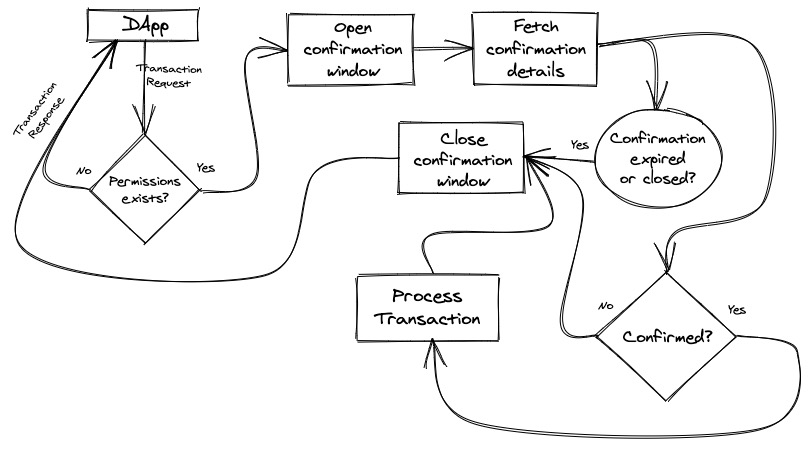 DApp
Transaction
Request
Transaction
Response
No
Permissions
exists?
Yes
Open
confirmation
window
Fetch
confirmation
details
Confirmation
expired
or closed?
Yes
Close
confirmation
window
Process
Transaction
No
Confirmed?
Yes